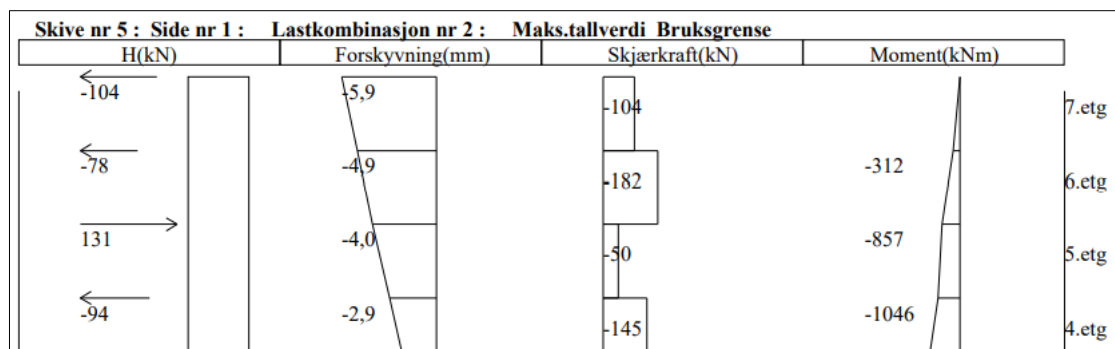 Skive nr 5 : Side nr 1 : Lastkombinasjon nr 2 : Maks.tallverdi Bruksgrense
H(kN) Forskyvning(mm) Skjærkraft(kN) Moment(kNm)
-104 -5,9 -104 7.etg
-78 -4,9 -182 -312 6.etg
131 -4,0 -50 -857 5.etg
-94 -2,9 -145 -1046 4.etg